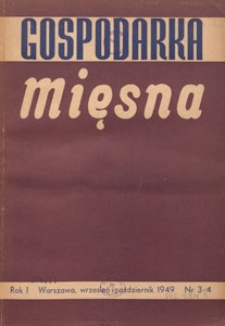 GOSPODARKA
Mięsna
Rok I Warszawa, wrzesień-październik 1949 Nr 3-4